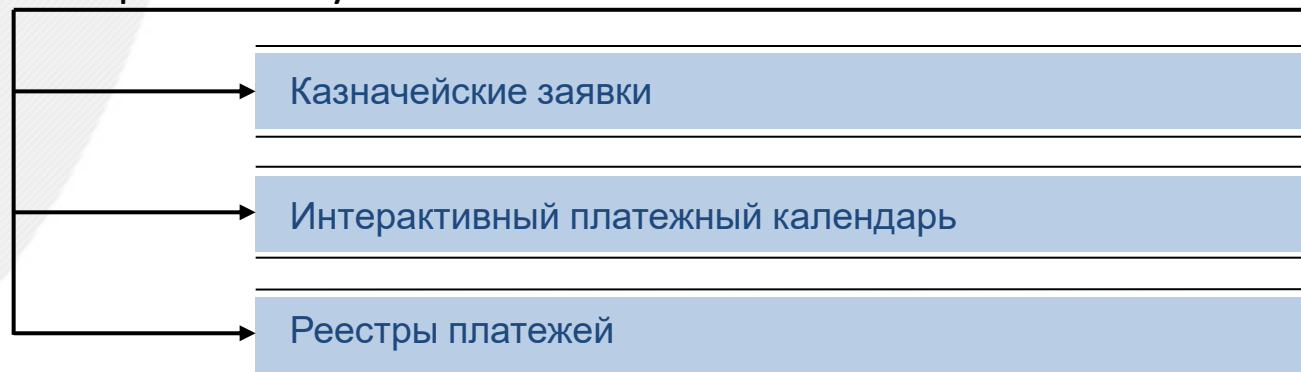 Казначейские заявки
Интерактивный платежный календарь
Реестры платежей